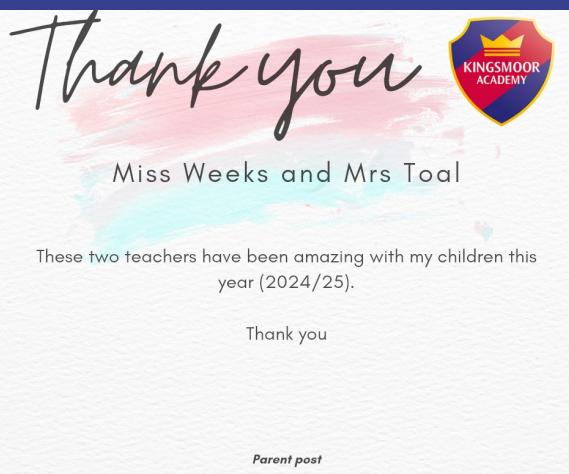 Thank you
KINGSMOOR
ACADEMY
Miss Weeks and Mrs Toal
These two teachers have been amazing with my children this
year (2024/25).
Thank you
Parent post